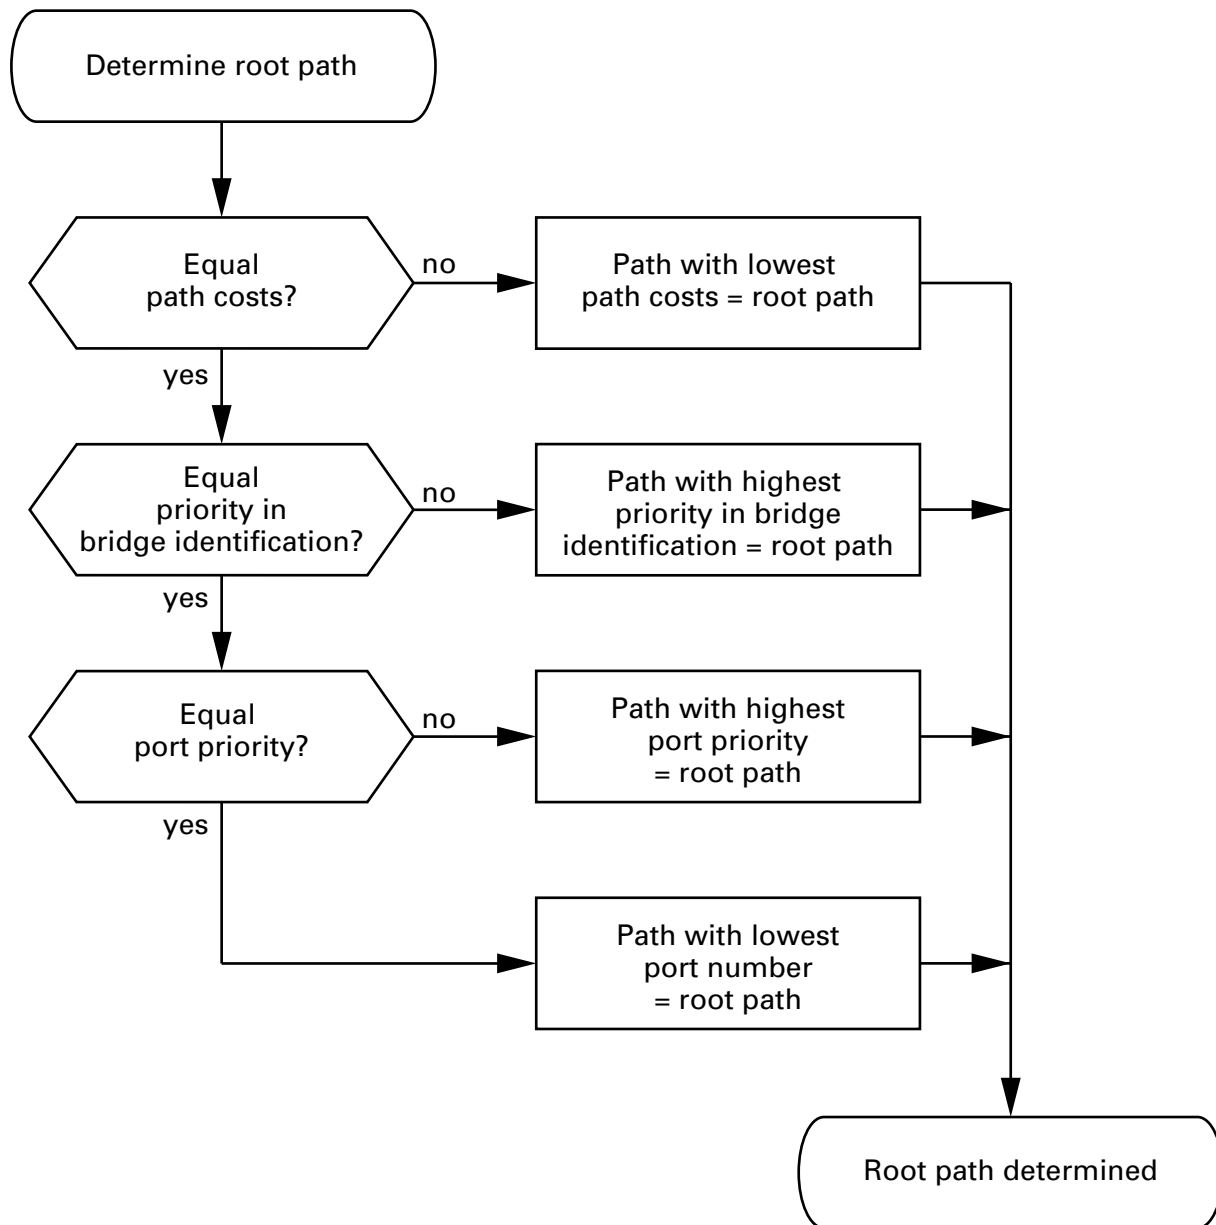 Determine root path
Equal
path costs?
no
Path with lowest
path costs = root path
yes
Equal
priority in
bridge identification?
no
Path with highest
priority in bridge
identification = root path
yes
Equal
port priority?
no
Path with highest
port priority
= root path
yes
Path with lowest
port number
= root path
Root path determined